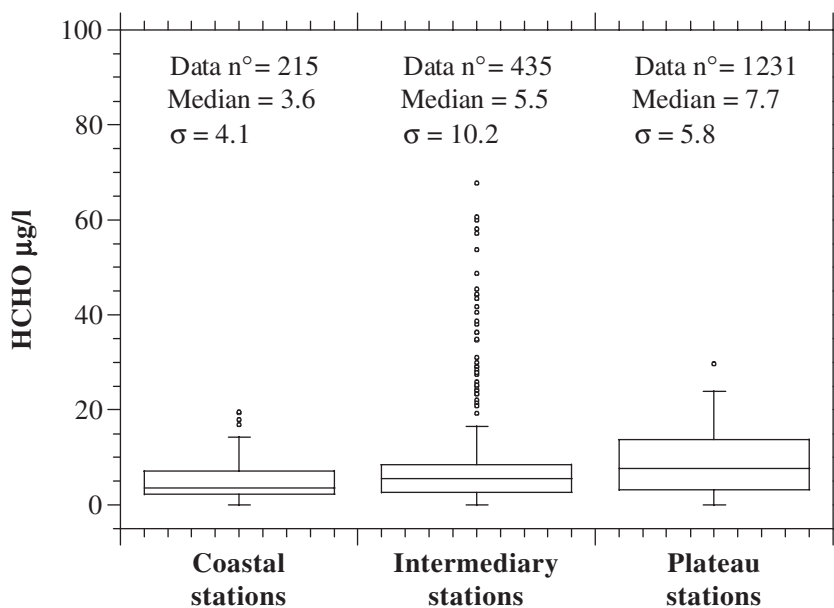 100
80
60
40
20
0
HCHO µg/l
Data n°= 215
Median = 3.6
σ = 4.1
Data n°= 435
Median = 5.5
σ = 10.2
Data n°= 1231
Median = 7.7
σ = 5.8
Coastal
stations
Intermediary
stations
Plateau
stations